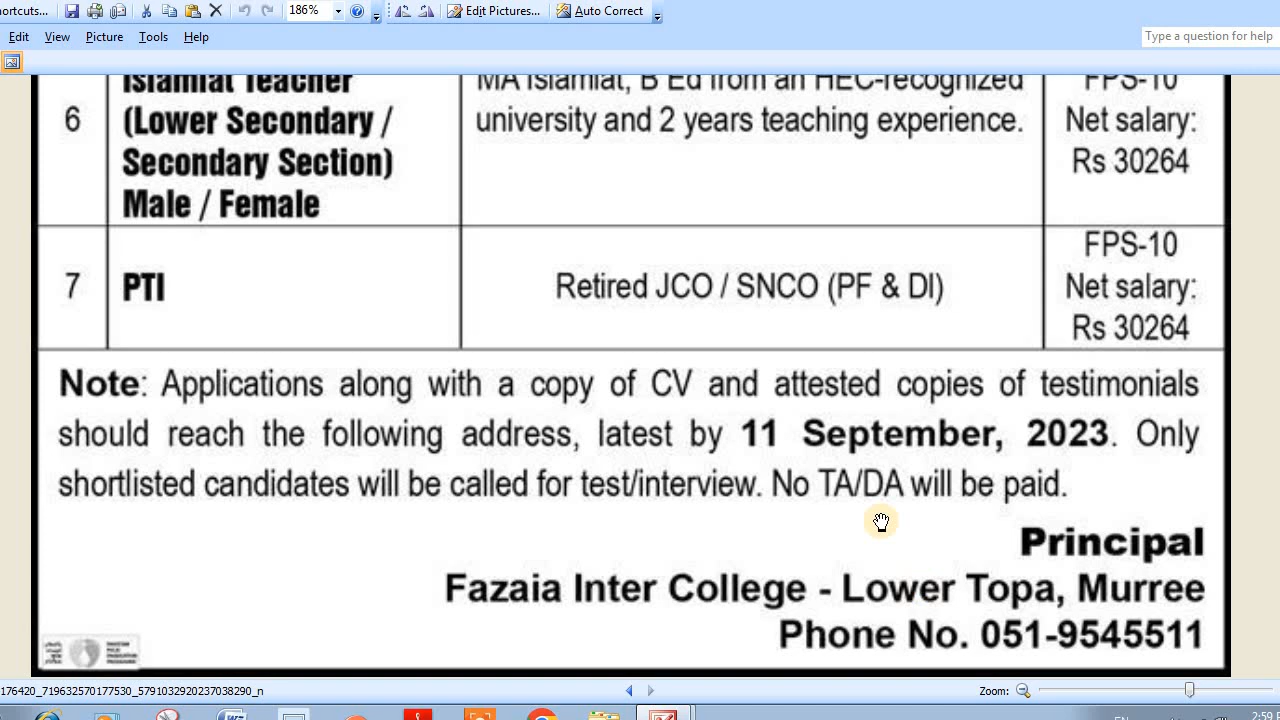 ortcuts...
186%
Edit Pictures...
Auto Correct
Edit View Picture Tools Help
Type a question for help
6
Islamiat Teacher
(Lower Secondary /
Secondary Section)
Male / Female
MA Islamiat, B Ed from an HEC-recognized
university and 2 years teaching experience.
FPS-10
Net salary:
Rs 30264
7
PTI
Retired JCO / SNCO (PF & DI)
FPS-10
Net salary:
Rs 30264
Note: Applications along with a copy of CV and attested copies of testimonials
should reach the following address, latest by 11 September, 2023. Only
shortlisted candidates will be called for test/interview. No TA/DA will be paid.
Principal
Fazaia Inter College - Lower Topa, Murree
Phone No. 051-9545511
176420_719632570177530_5791032920237038290_n
Zoom: